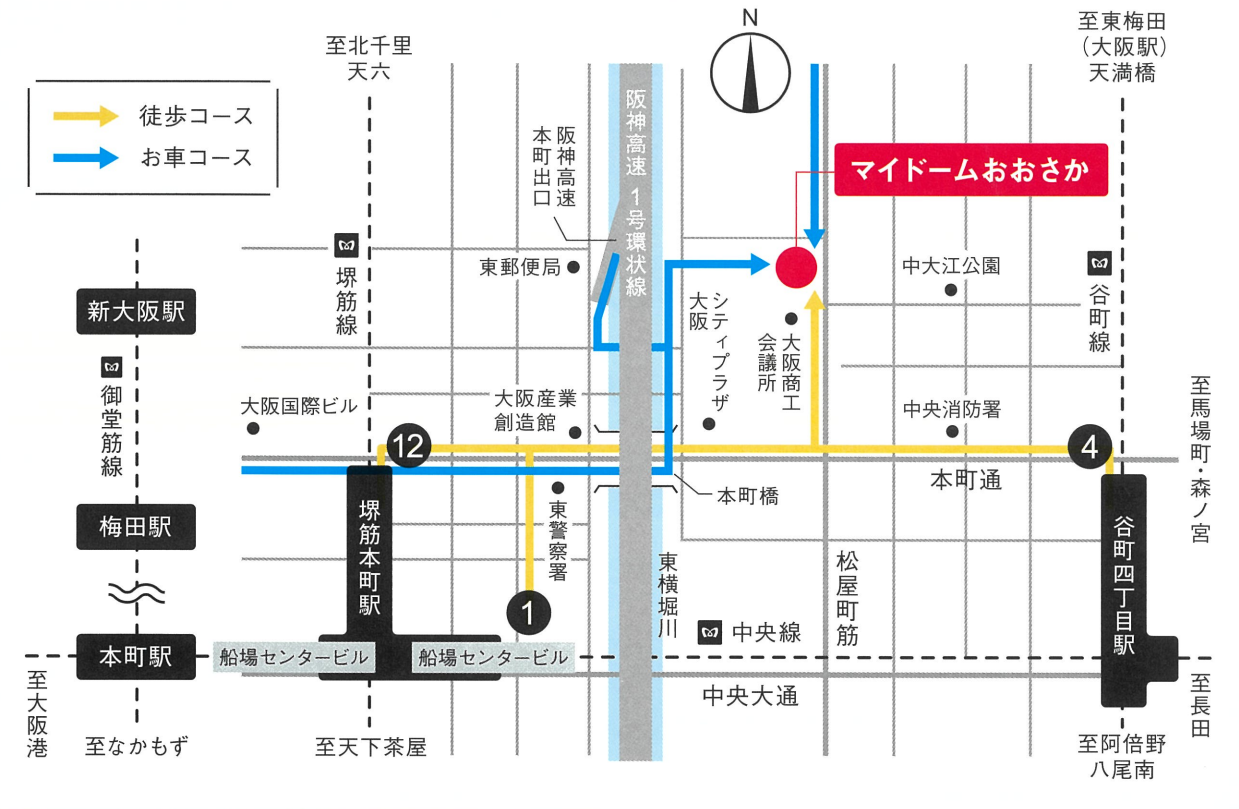 N
至北千里
天六
至東梅田
（大阪駅）
天満橋
徒歩コース
お車コース
阪神高速
本町出口
阪神高速 1号環状線
マイドームおおさか
堺筋線
東郵便局
中大江公園
谷町線
新大阪駅
御堂筋線
シティプラザ
大阪
大阪商工
会議所
大阪国際ビル
大阪産業
創造館
中央消防署
至馬場町・森ノ宮
12
4
本町通
本町橋
梅田駅
堺筋本町駅
東警察署
谷町四丁目駅
1
東横堀川
松屋町筋
中央線
本町駅
船場センタービル
船場センタービル
中央大通
至大阪港
至長田
至なかもず
至天下茶屋
至阿倍野
八尾南